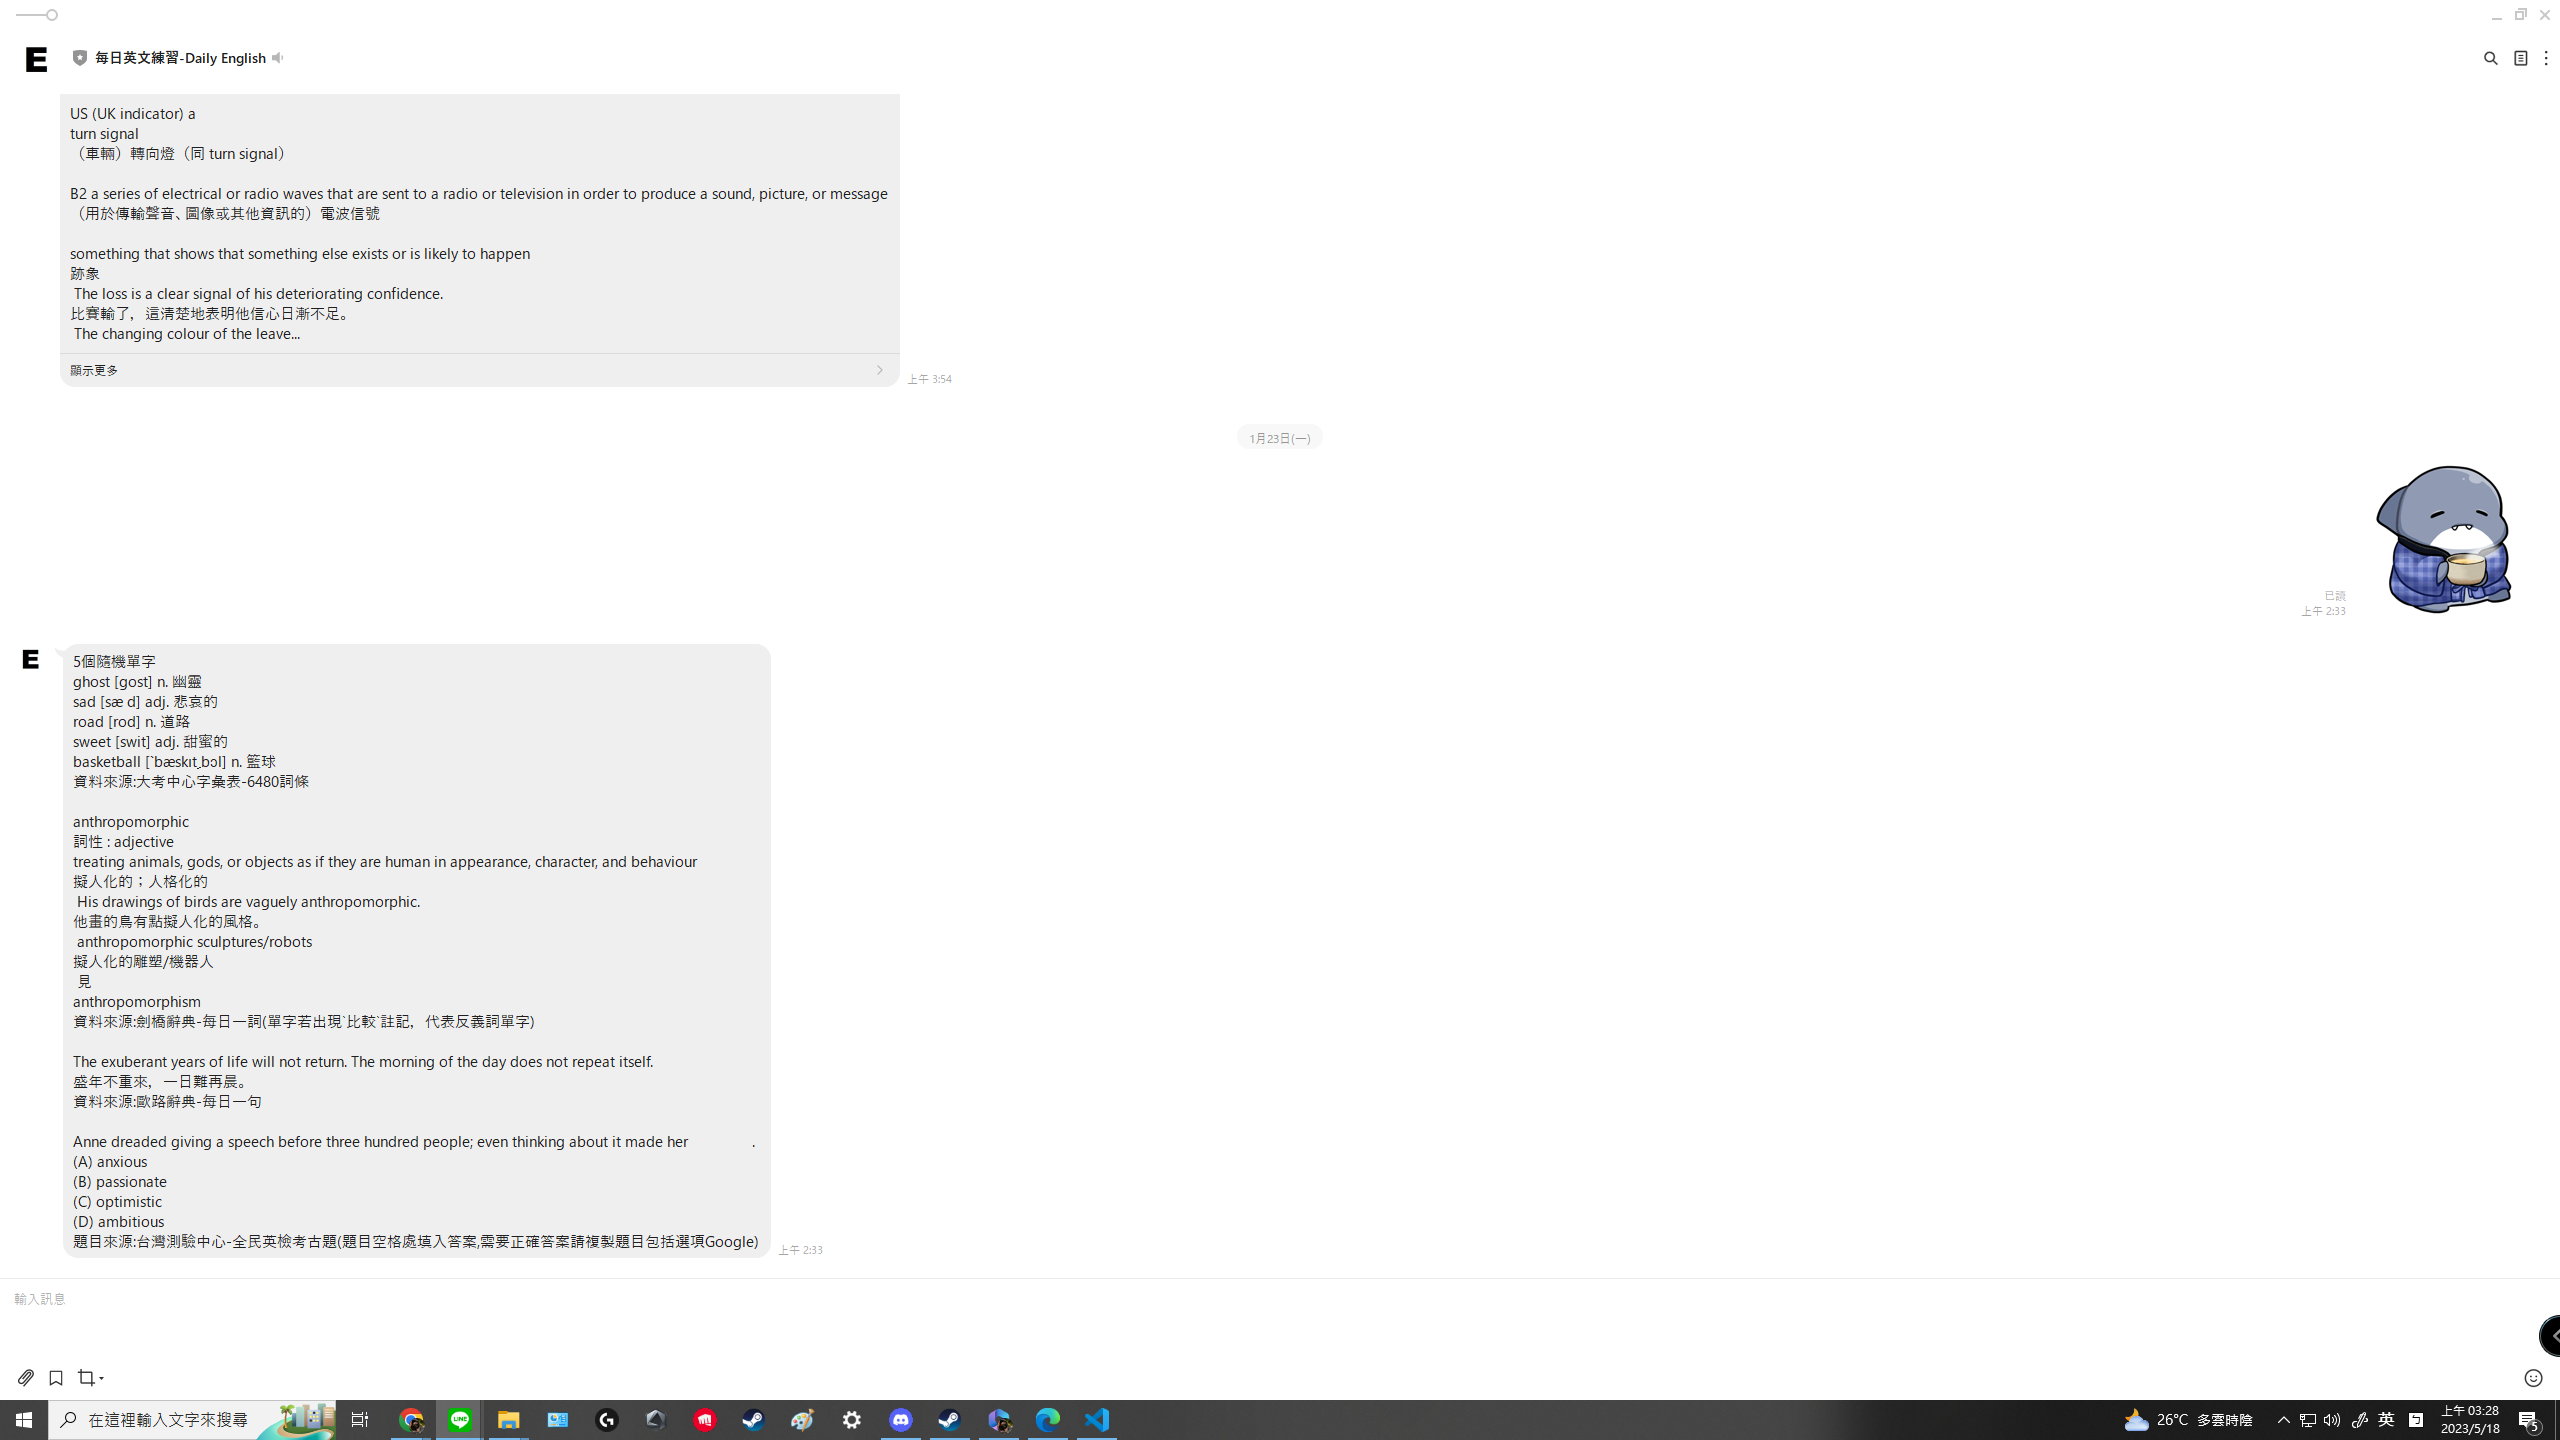 E
每日英文練習-Daily English
US (UK indicator) a
turn signal
（車輛）轉向燈（同 turn signal）
B2 a series of electrical or radio waves that are sent to a radio or television in order to produce a sound, picture, or message
（用於傳輸聲音、圖像或其他資訊的）電波信號
something that shows that something else exists or is likely to happen
跡象
The loss is a clear signal of his deteriorating confidence.
比賽輸了，這清楚地表明他信心日漸不足。
The changing colour of the leave...
顯示更多
上午 3:54
1月23日(一)
已讀
上午 2:33
E
5個隨機單字
ghost [gost] n. 幽靈
sad [sæ d] adj. 悲哀的
road [rod] n. 道路
sweet [swit] adj. 甜蜜的
basketball [ˋbæskɪt͵bɔl] n. 籃球
資料來源:大考中心字彙表-6480詞條
anthropomorphic
詞性 : adjective
treating animals, gods, or objects as if they are human in appearance, character, and behaviour
擬人化的；人格化的
His drawings of birds are vaguely anthropomorphic.
他畫的鳥有點擬人化的風格。
anthropomorphic sculptures/robots
擬人化的雕塑/機器人
見
anthropomorphism
資料來源:劍橋辭典-每日一詞(單字若出現`比較`註記，代表反義詞單字)
The exuberant years of life will not return. The morning of the day does not repeat itself.
盛年不重來，一日難再晨。
資料來源:歐路辭典-每日一句
Anne dreaded giving a speech before three hundred people; even thinking about it made her .
(A) anxious
(B) passionate
(C) optimistic
(D) ambitious
題目來源:台灣測驗中心-全民英檢考古題(題目空格處填入答案,需要正確答案請複製題目包括選項Google)
上午 2:33
輸入訊息
在這裡輸入文字來搜尋
LINE
26°C 多雲時陰
英
上午 03:28
2023/5/18
5